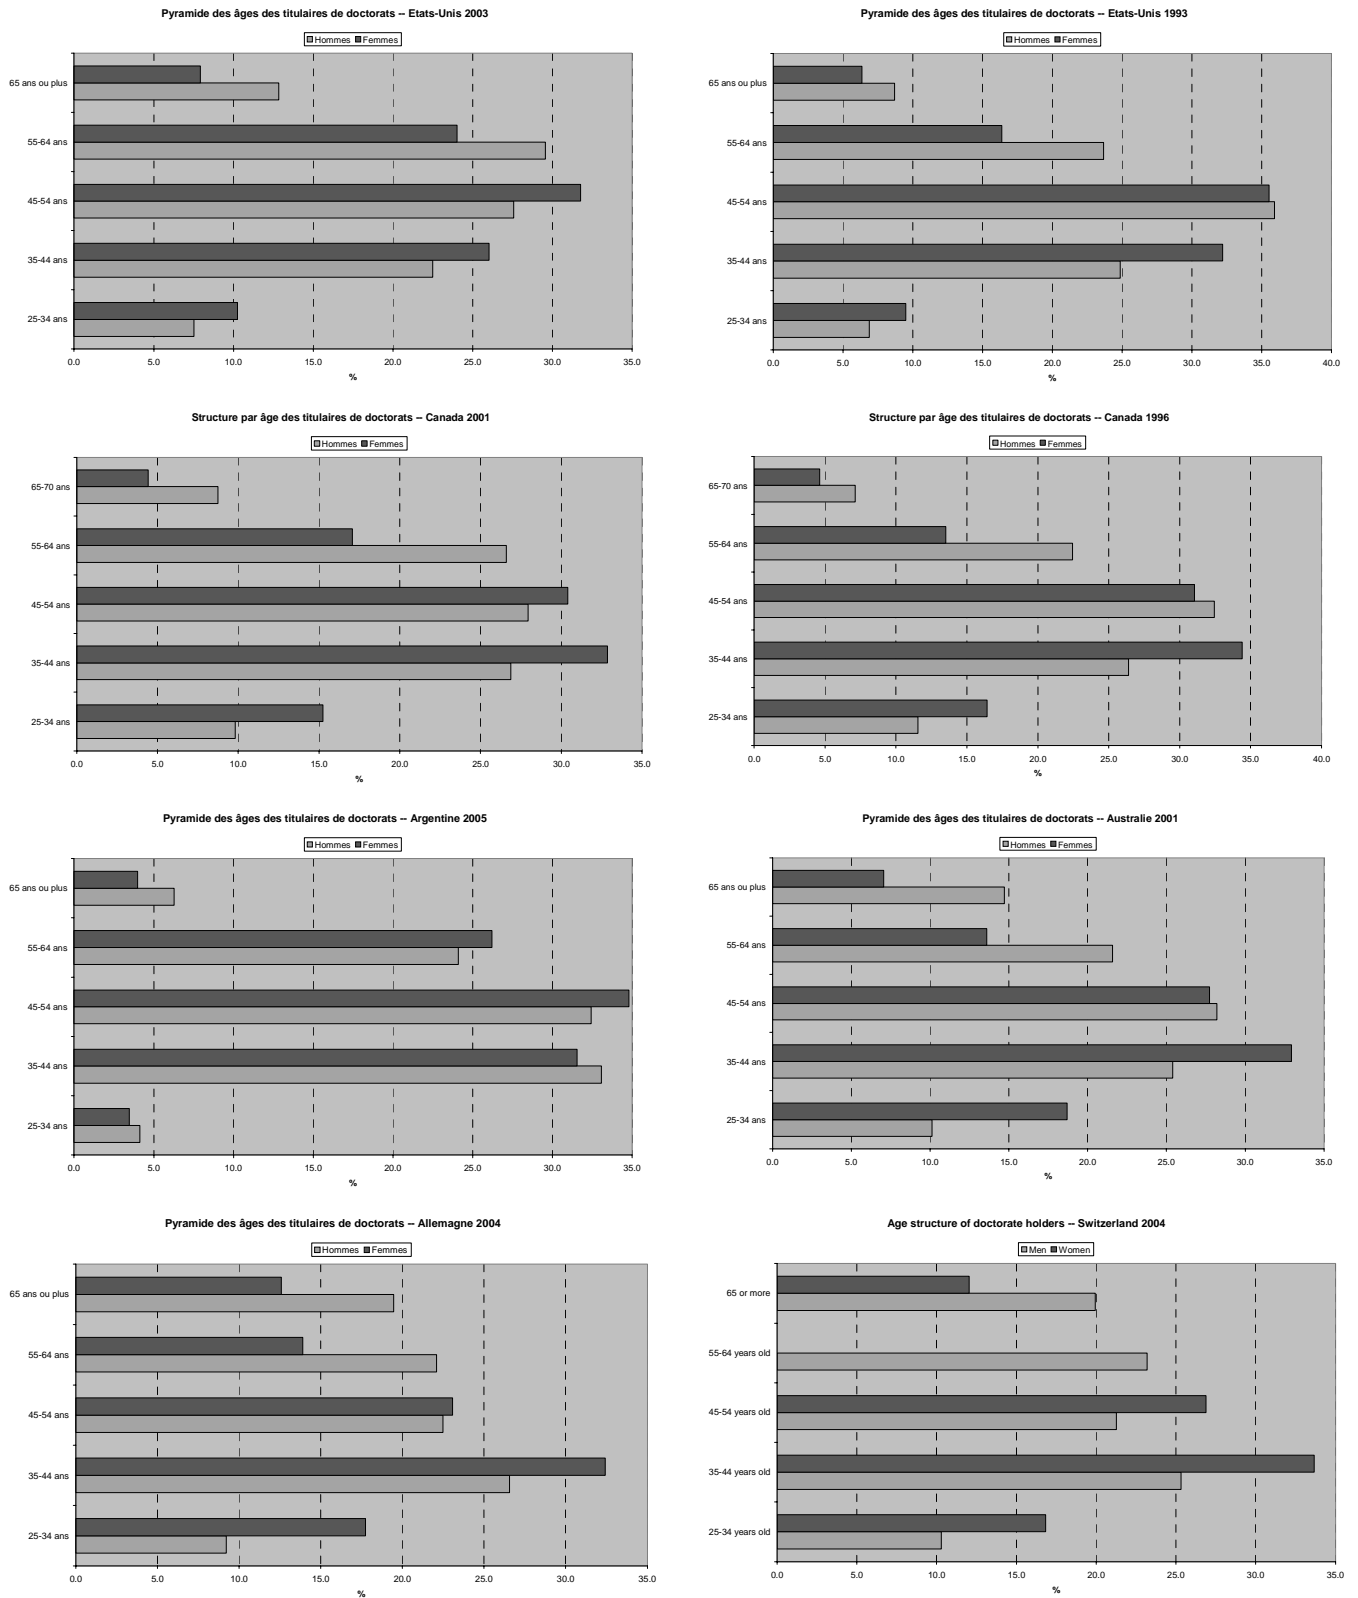 Pyramide des âges des titulaires de doctorats -- Etats-Unis 2003
Hommes Femmes
65 ans ou plus
55-64 ans
45-54 ans
35-44 ans
25-34 ans
0.0 5.0 10.0 15.0 20.0 25.0 30.0 35.0
%
Pyramide des âges des titulaires de doctorats -- Etats-Unis 1993
Hommes Femmes
65 ans ou plus
55-64 ans
45-54 ans
35-44 ans
25-34 ans
0.0 5.0 10.0 15.0 20.0 25.0 30.0 35.0 40.0
%
Structure par âge des titulaires de doctorats -- Canada 2001
Hommes Femmes
65-70 ans
55-64 ans
45-54 ans
35-44 ans
25-34 ans
0.0 5.0 10.0 15.0 20.0 25.0 30.0 35.0
%
Structure par âge des titulaires de doctorats -- Canada 1996
Hommes Femmes
65-70 ans
55-64 ans
45-54 ans
35-44 ans
25-34 ans
0.0 5.0 10.0 15.0 20.0 25.0 30.0 35.0 40.0
%
Pyramide des âges des titulaires de doctorats -- Argentine 2005
Hommes Femmes
65 ans ou plus
55-64 ans
45-54 ans
35-44 ans
25-34 ans
0.0 5.0 10.0 15.0 20.0 25.0 30.0 35.0
%
Pyramide des âges des titulaires de doctorats -- Australie 2001
Hommes Femmes
65 ans ou plus
55-64 ans
45-54 ans
35-44 ans
25-34 ans
0.0 5.0 10.0 15.0 20.0 25.0 30.0 35.0
%
Pyramide des âges des titulaires de doctorats -- Allemagne 2004
Hommes Femmes
65 ans ou plus
55-64 ans
45-54 ans
35-44 ans
25-34 ans
0.0 5.0 10.0 15.0 20.0 25.0 30.0 35.0
%
Age structure of doctorate holders -- Switzerland 2004
Men Women
65 or more
55-64 years old
45-54 years old
35-44 years old
25-34 years old
0.0 5.0 10.0 15.0 20.0 25.0 30.0 35.0
%